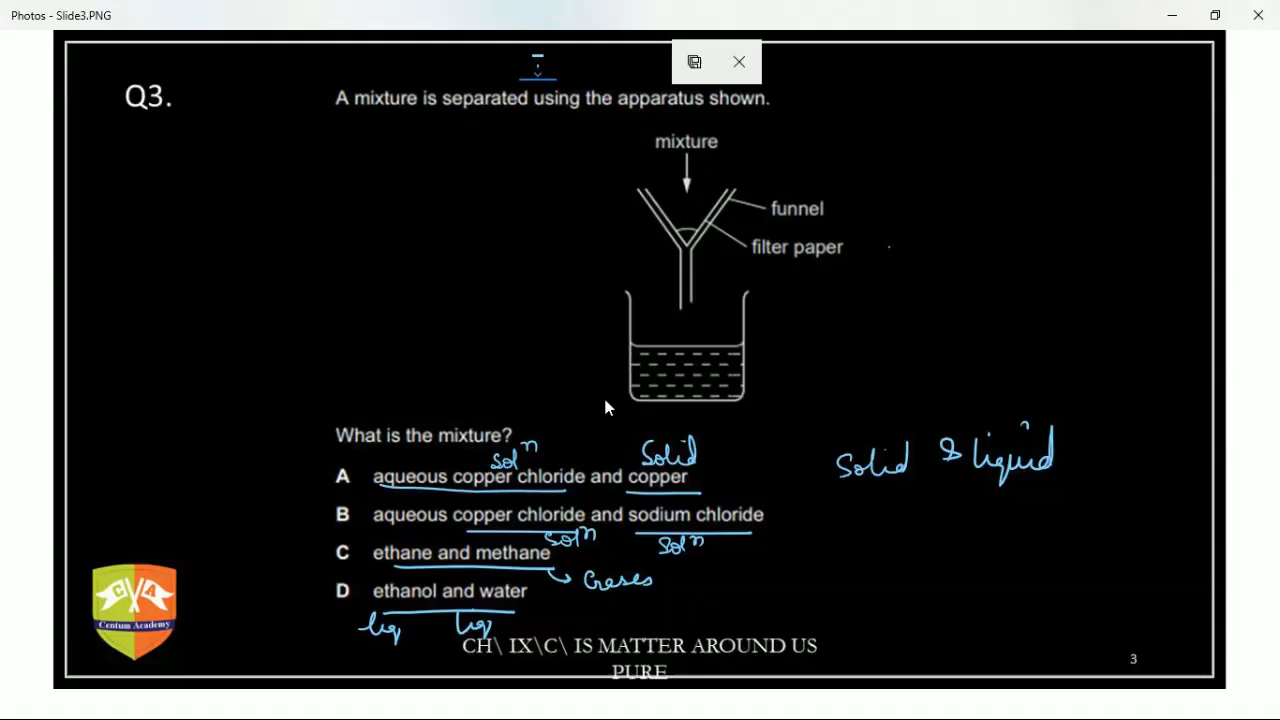 Photos - Slide3.PNG
Q3.
A mixture is separated using the apparatus shown.
mixture
funnel
filter paper
What is the mixture?
Solⁿ
Solid
Solid & liquid
A aqueous copper chloride and copper
B aqueous copper chloride and sodium chloride
Solⁿ
Solⁿ
C ethane and methane
Gases
D ethanol and water
liq
liq
Centum Academy
C A
CH\ IX\C\ IS MATTER AROUND US
PURE
3